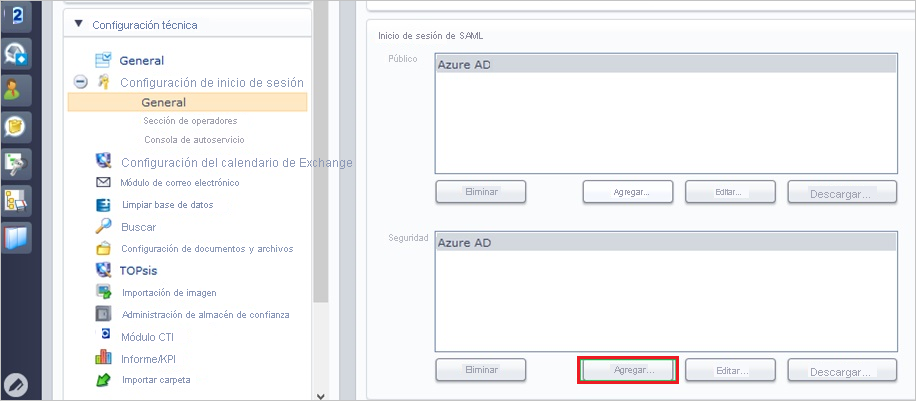 Configuración técnica
General
Configuración de inicio de sesión
General
Sección de operadores
Consola de autoservicio
Configuración del calendario de Exchange
Módulo de correo electrónico
Limpiar base de datos
Buscar
Configuración de documentos y archivos
TOPsis
Importación de imagen
Administración de almacén de confianza
Módulo CTI
Informe/KPI
Importar carpeta
Inicio de sesión de SAML
Público
Azure AD
Eliminar
Agregar...
Editar...
Descargar...
Seguridad
Azure AD
Eliminar
Agregar...
Editar...
Descargar...